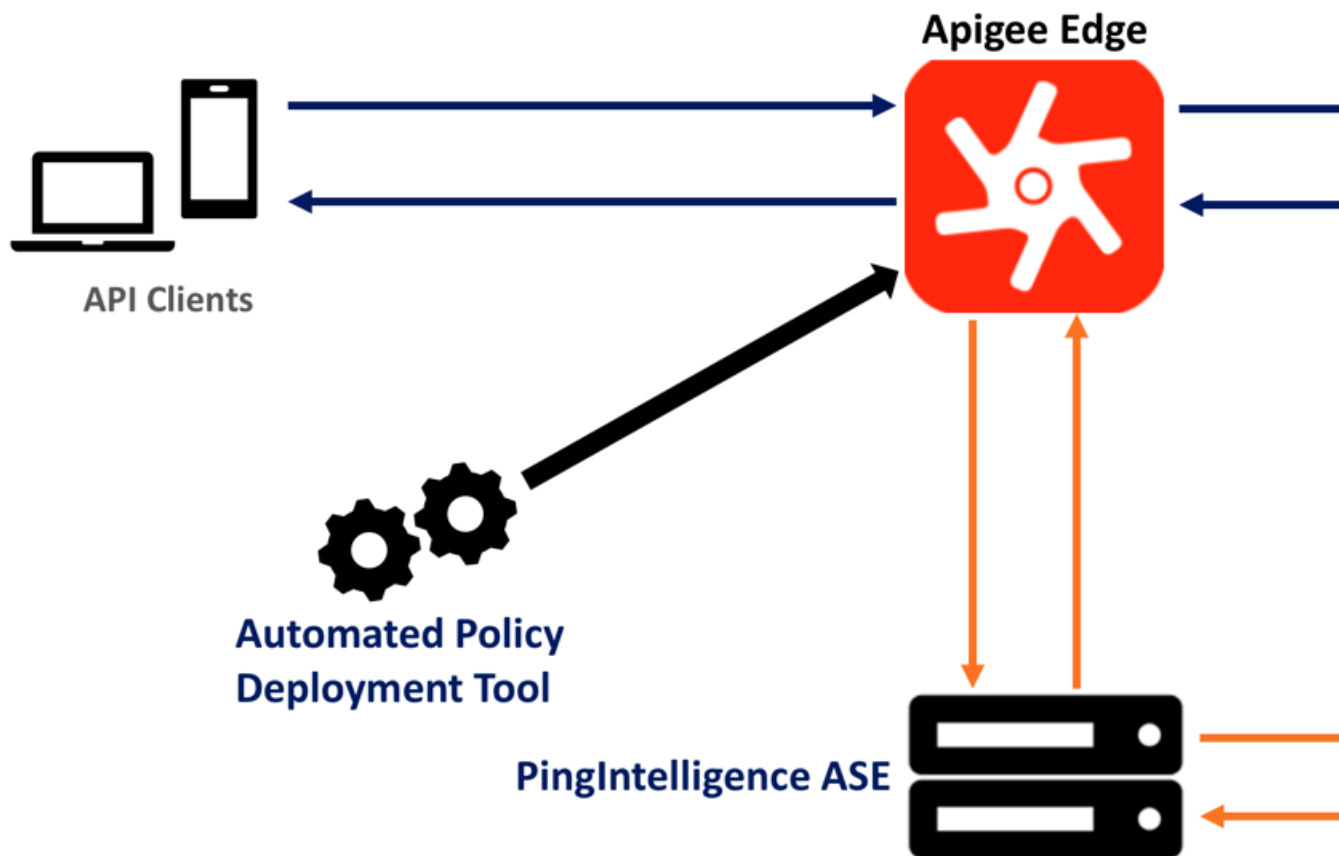 Apigee Edge
API Clients
Automated Policy
Deployment Tool
PingIntelligence ASE